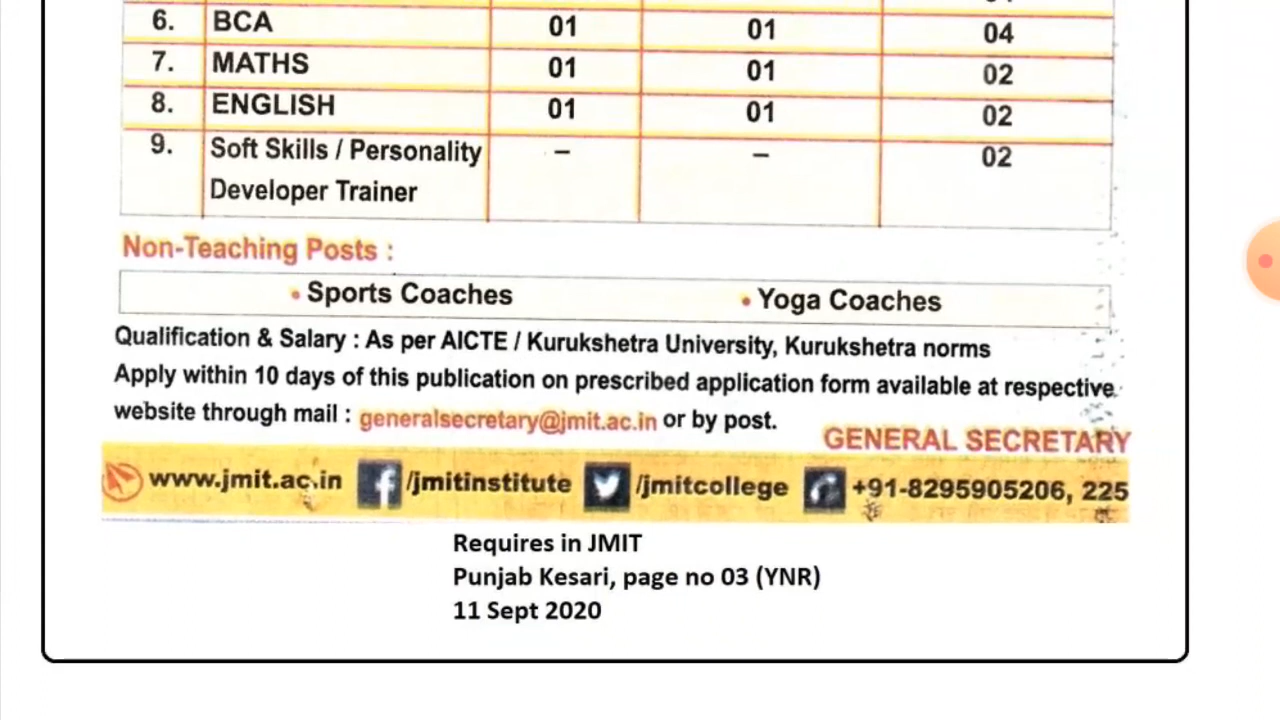 6. BCA 01 01 04
7. MATHS 01 01 02
8. ENGLISH 01 01 02
9. Soft Skills / Personality – – 02
Developer Trainer
Non-Teaching Posts :
• Sports Coaches • Yoga Coaches
Qualification & Salary : As per AICTE / Kurukshetra University, Kurukshetra norms
Apply within 10 days of this publication on prescribed application form available at respective
website through mail : generalsecretary@jmit.ac.in or by post.
GENERAL SECRETARY
www.jmit.ac.in /jmitinstitute /jmitcollege +91-8295905206, 225
Requires in JMIT
Punjab Kesari, page no 03 (YNR)
11 Sept 2020